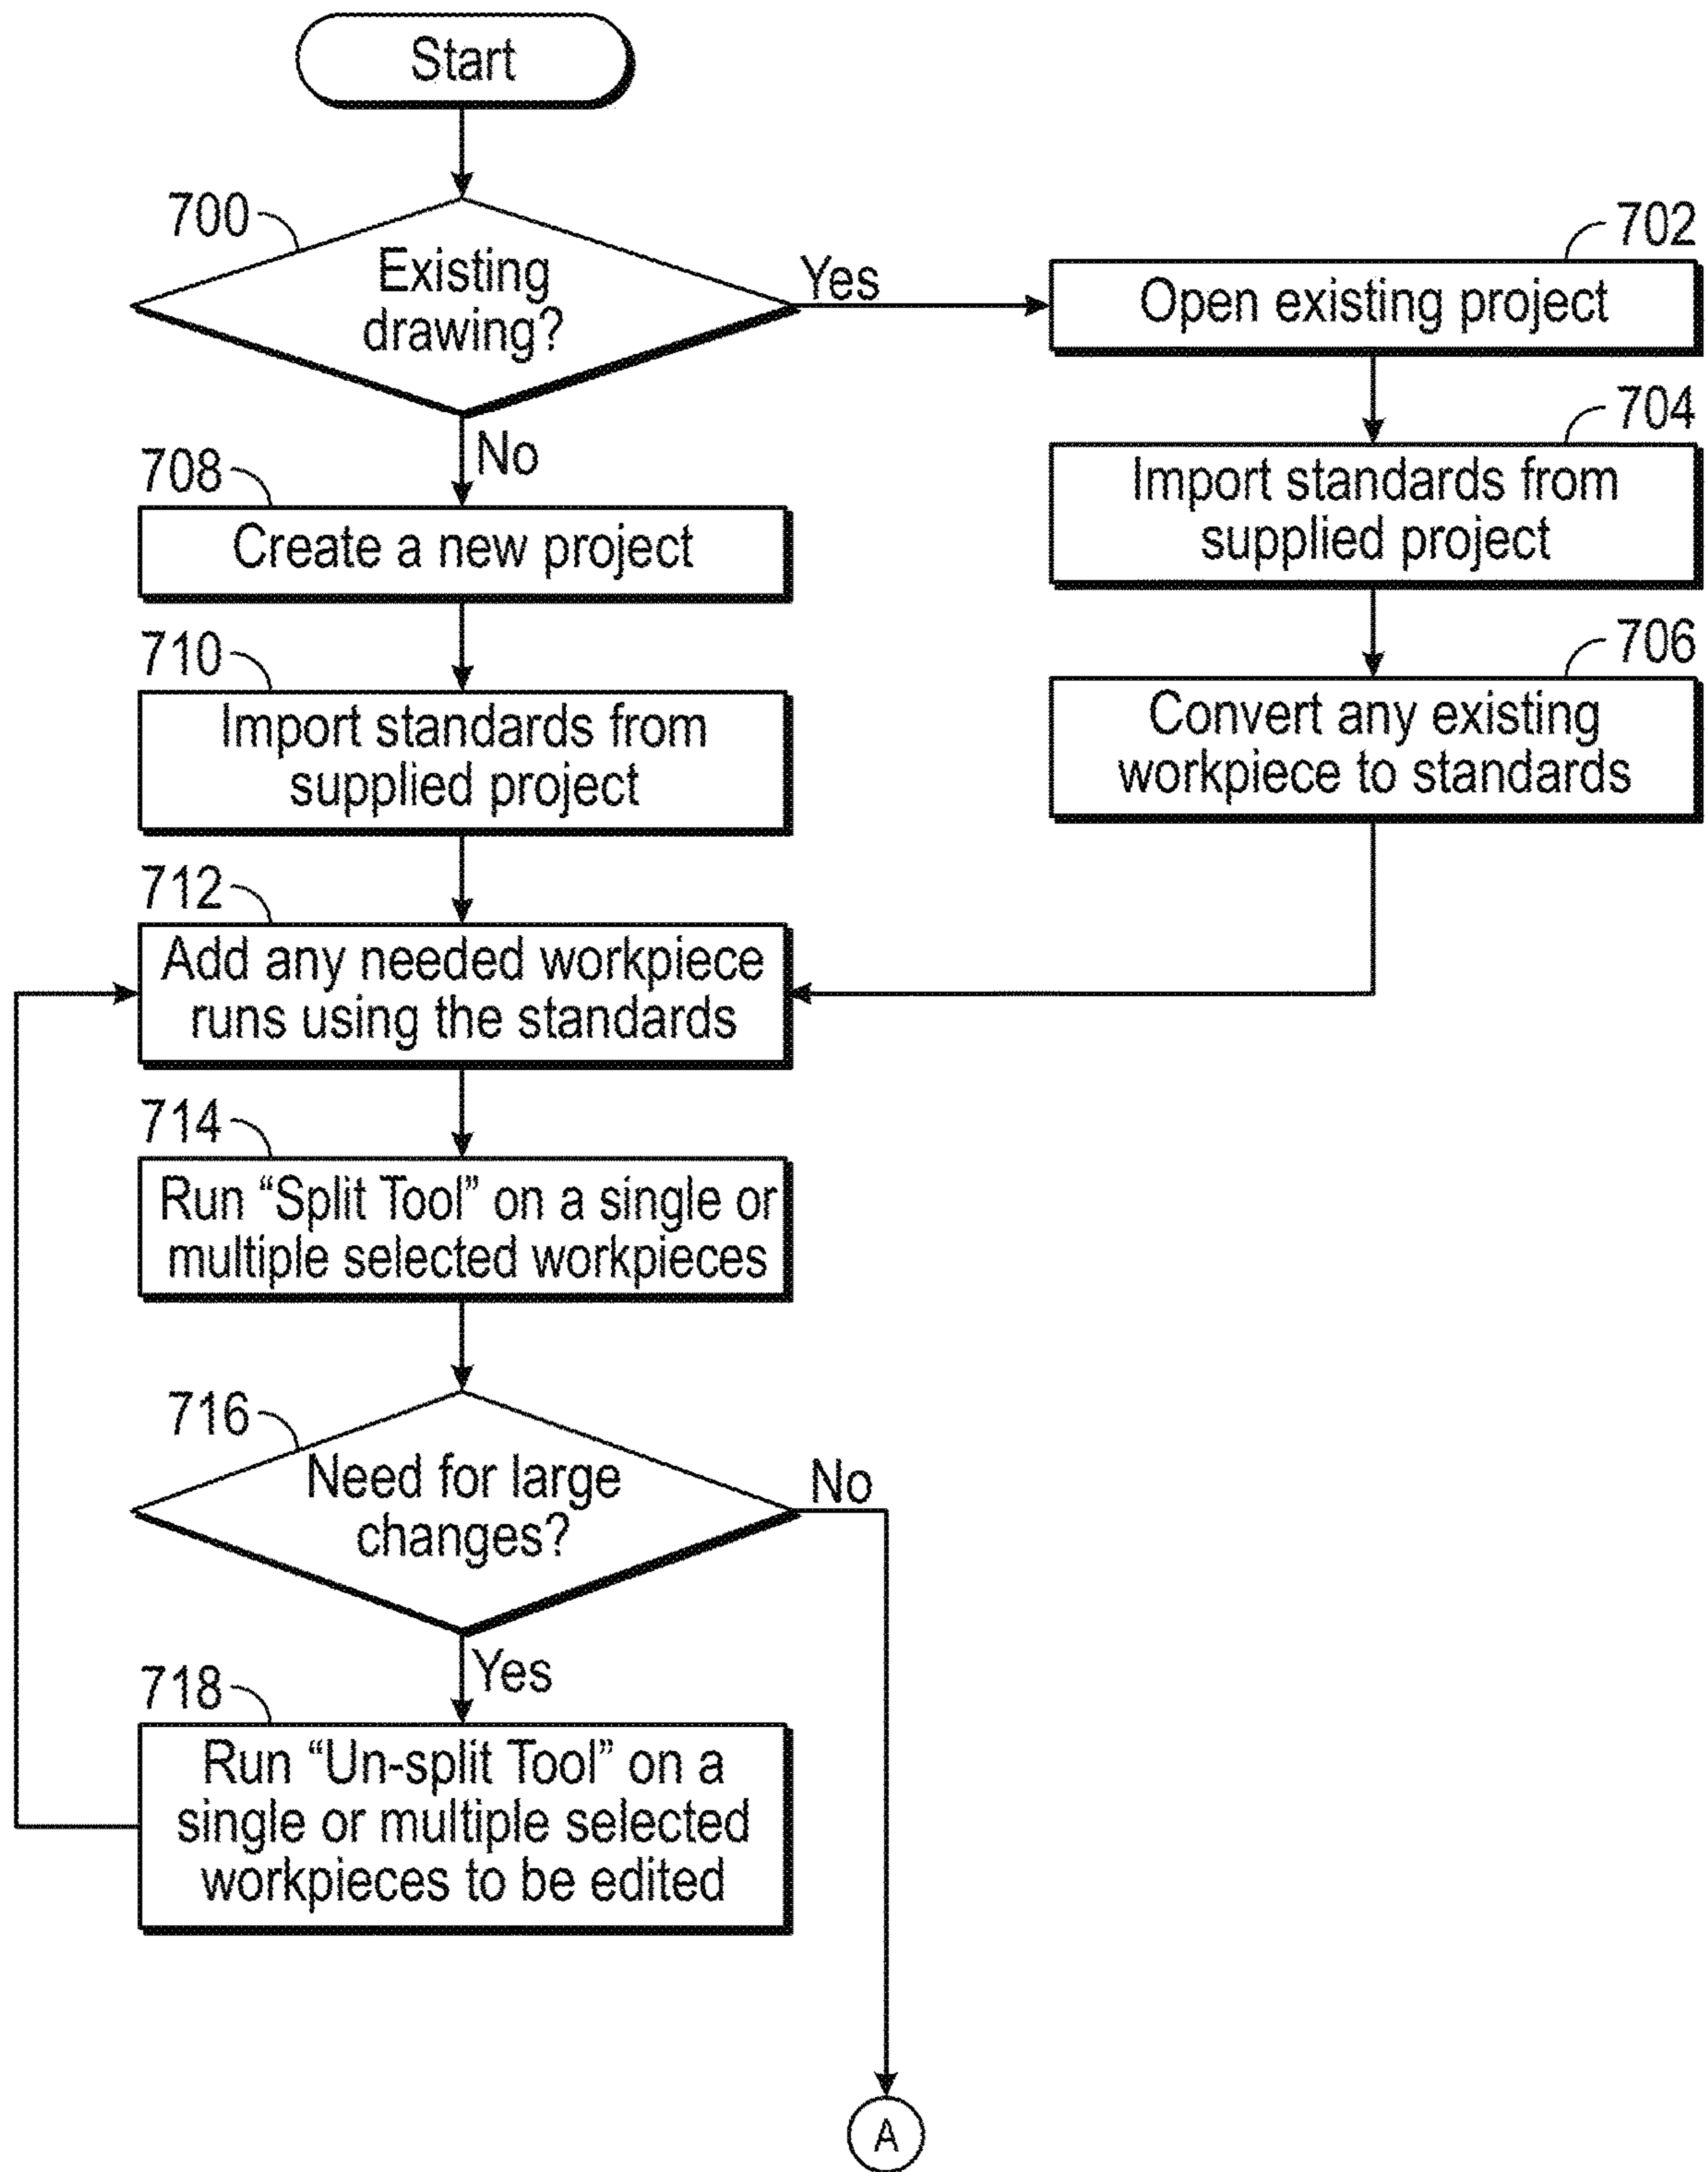 Start
700
Existing
drawing?
Yes
702
Open existing project
704
Import standards from
supplied project
706
Convert any existing
workpiece to standards
No
708
Create a new project
710
Import standards from
supplied project
712
Add any needed workpiece
runs using the standards
714
Run “Split Tool” on a single or
multiple selected workpieces
716
Need for large
changes?
No
Yes
718
Run “Un-split Tool” on a
single or multiple selected
workpieces to be edited
A